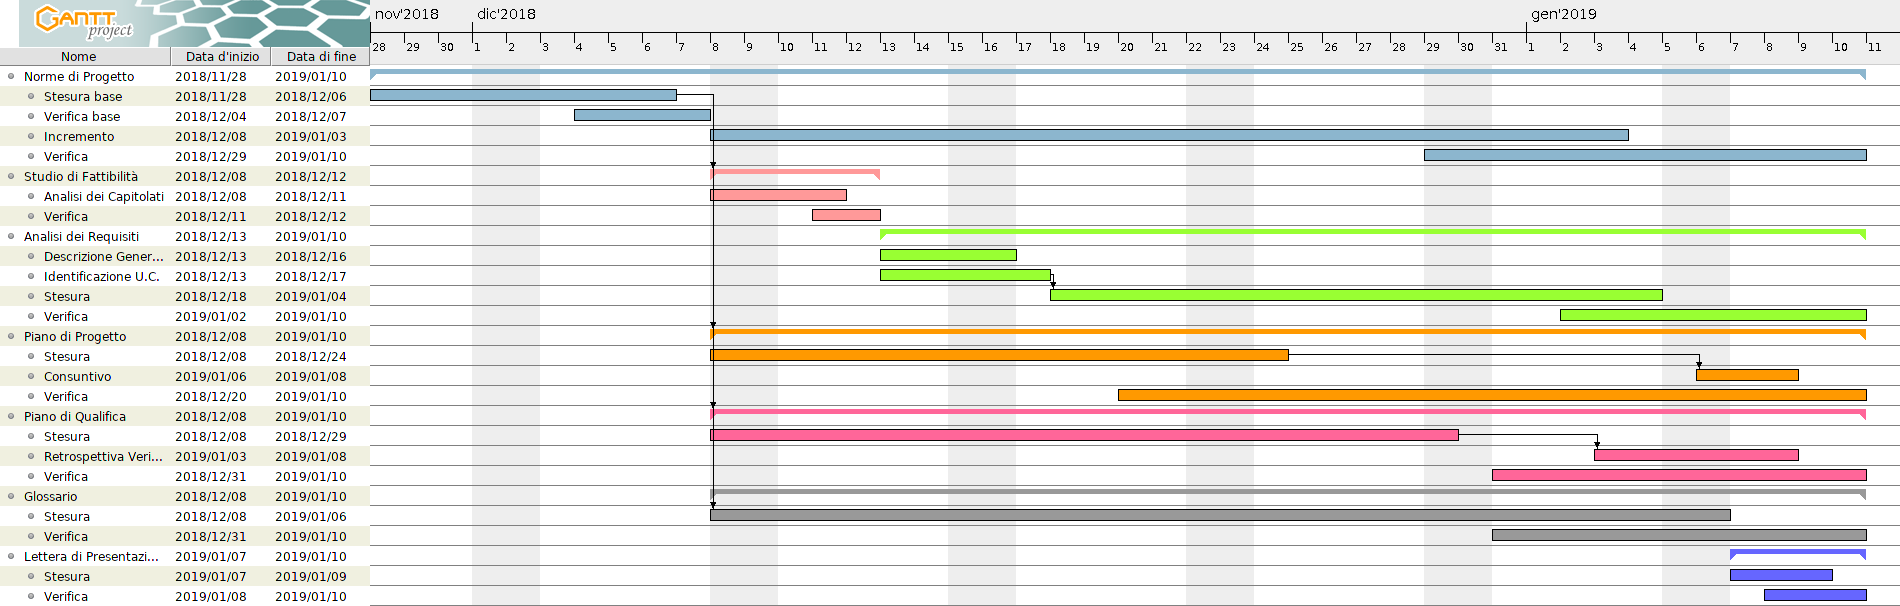 GANTT
project
nov'2018 dic'2018 gen'2019
Nome Data d'inizio Data di fine
28 29 30 1 2 3 4 5 6 7 8 9 10 11 12 13 14 15 16 17 18 19 20 21 22 23 24 25 26 27 28 29 30 31 1 2 3 4 5 6 7 8 9 10 11
Norme di Progetto 2018/11/28 2019/01/10
Stesura base 2018/11/28 2018/12/06
Verifica base 2018/12/04 2018/12/07
Incremento 2018/12/08 2019/01/03
Verifica 2018/12/29 2019/01/10
Studio di Fattibilità 2018/12/08 2018/12/12
Analisi dei Capitolati 2018/12/08 2018/12/11
Verifica 2018/12/11 2018/12/12
Analisi dei Requisiti 2018/12/13 2019/01/10
Descrizione Gener... 2018/12/13 2018/12/16
Identificazione U.C. 2018/12/13 2018/12/17
Stesura 2018/12/18 2019/01/04
Verifica 2019/01/02 2019/01/10
Piano di Progetto 2018/12/08 2019/01/10
Stesura 2018/12/08 2018/12/24
Consuntivo 2019/01/06 2019/01/08
Verifica 2018/12/20 2019/01/10
Piano di Qualifica 2018/12/08 2019/01/10
Stesura 2018/12/08 2018/12/29
Retrospettiva Veri... 2019/01/03 2019/01/08
Verifica 2018/12/31 2019/01/10
Glossario 2018/12/08 2019/01/10
Stesura 2018/12/08 2019/01/06
Verifica 2018/12/31 2019/01/10
Lettera di Presentazi... 2019/01/07 2019/01/10
Stesura 2019/01/07 2019/01/09
Verifica 2019/01/08 2019/01/10